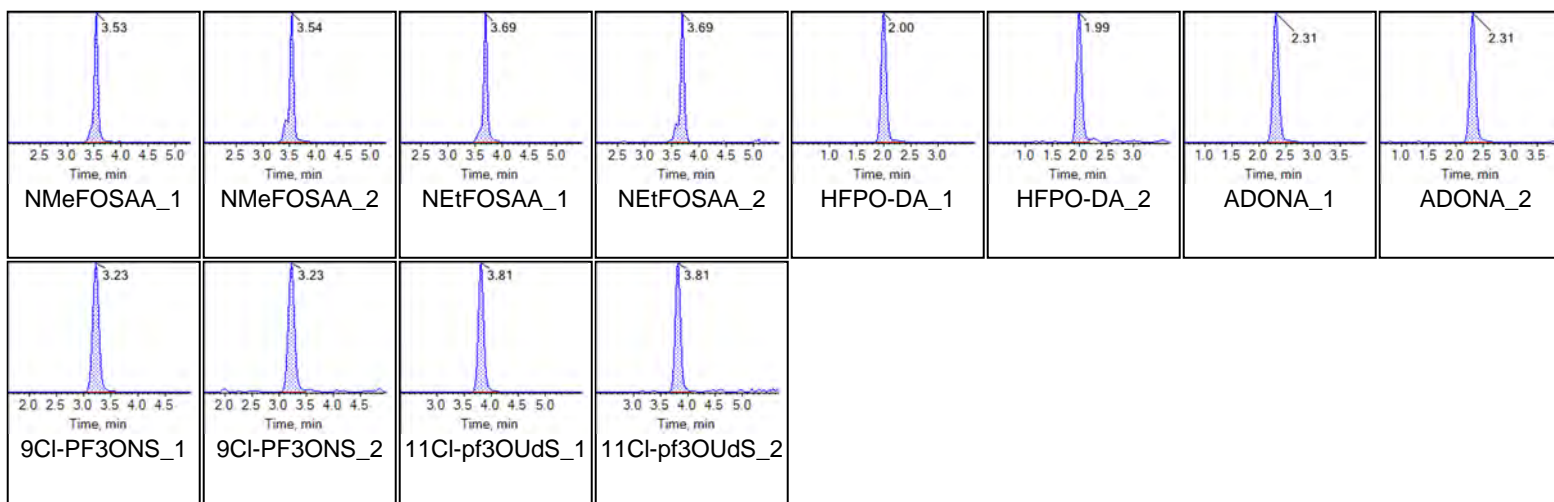 3.53
2.5 3.0 3.5 4.0 4.5 5.0
Time, min
NMeFOSAA_1
3.54
2.5 3.0 3.5 4.0 4.5 5.0
Time, min
NMeFOSAA_2
3.69
2.5 3.0 3.5 4.0 4.5 5.0
Time, min
NEtFOSAA_1
3.69
2.5 3.0 3.5 4.0 4.5 5.0
Time, min
NEtFOSAA_2
2.00
1.0 1.5 2.0 2.5 3.0
Time, min
HFPO-DA_1
1.99
1.0 1.5 2.0 2.5 3.0
Time, min
HFPO-DA_2
2.31
1.0 1.5 2.0 2.5 3.0 3.5
Time, min
ADONA_1
2.31
1.0 1.5 2.0 2.5 3.0 3.5
Time, min
ADONA_2
3.23
2.0 2.5 3.0 3.5 4.0 4.5
Time, min
9Cl-PF3ONS_1
3.23
2.0 2.5 3.0 3.5 4.0 4.5
Time, min
9Cl-PF3ONS_2
3.81
3.0 3.5 4.0 4.5 5.0
Time, min
11Cl-pf3OUdS_1
3.81
3.0 3.5 4.0 4.5 5.0
Time, min
11Cl-pf3OUdS_2